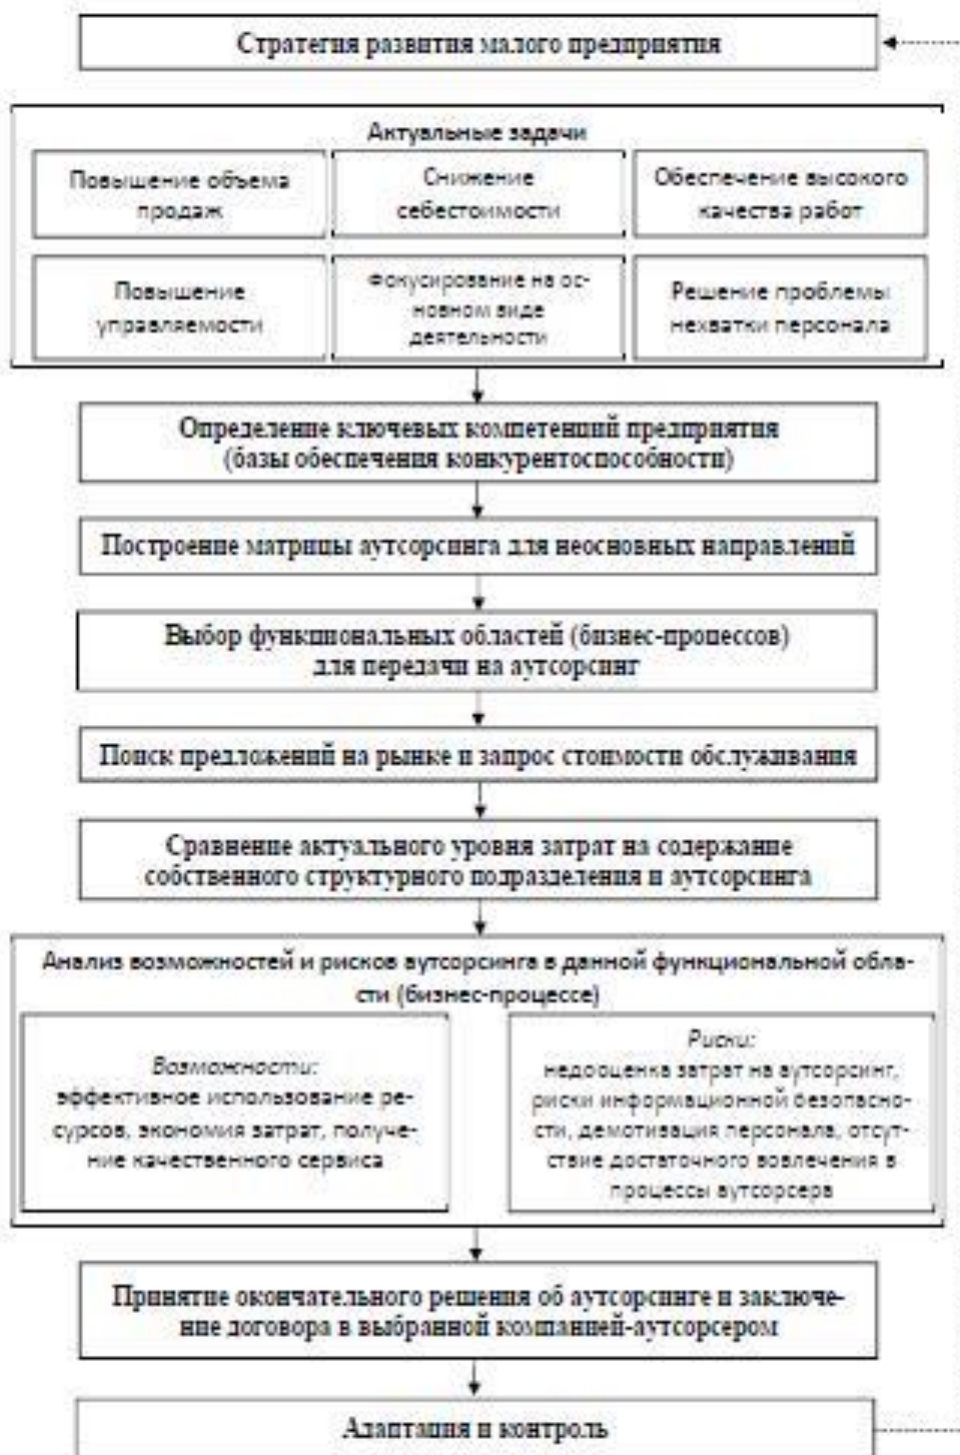 Стратегия развития малого предприятия
Актуальные задачи
Повышение объема
продаж
Снижение
себестоимости
Обеспечение высокого
качества работ
Повышение
управляемости
Фокусирование на ос-
новном виде
деятельности
Решение проблемы
нехватки персонала
Определение ключевых компетенций предприятия
(базы обеспечения конкурентоспособности)
Построение матрицы аутсорсинга для неосновных направлений
Выбор функциональных областей (бизнес-процессов)
для передачи на аутсорсинг
Поиск предложений на рынке и запрос стоимости обслуживания
Сравнение актуального уровня затрат на содержание
собственного структурного подразделения и аутсорсинга
Анализ возможностей и рисков аутсорсинга в данной функциональной обла-
сти (бизнес-процессе)
Возможности:
эффективное использование ре-
сурсов, экономия затрат, получе-
ние качественного сервиса
Риски:
недооценка затрат на аутсорсинг,
риски информационной безопасно-
сти, демотивация персонала, отсут-
ствие достаточного вовлечения в
процессы аутсорсера
Принятие окончательного решения об аутсорсинге и заключе-
ние договора в выбранной компанией-аутсорсером
Адаптация и контроль